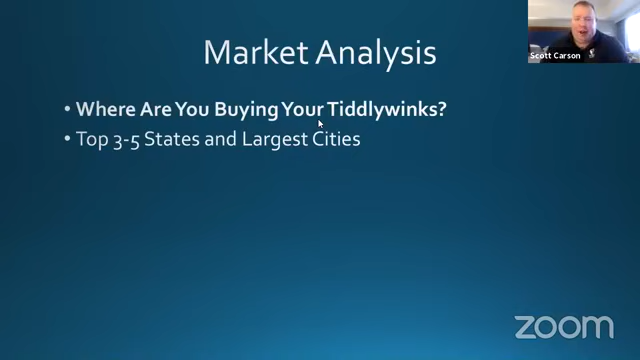 Market Analysis
Scott Carson
• Where Are You Buying Your Tiddlywinks?
• Top 3-5 States and Largest Cities
zoom